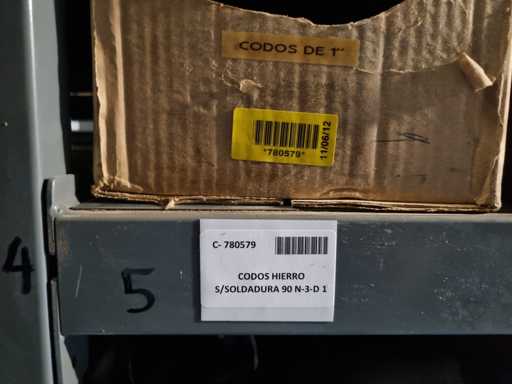 CODOS DE 1"
*780579*
11/06/12
C- 780579
CODOS HIERRO
S/SOLDADURA 90 N-3-D 1
4
5